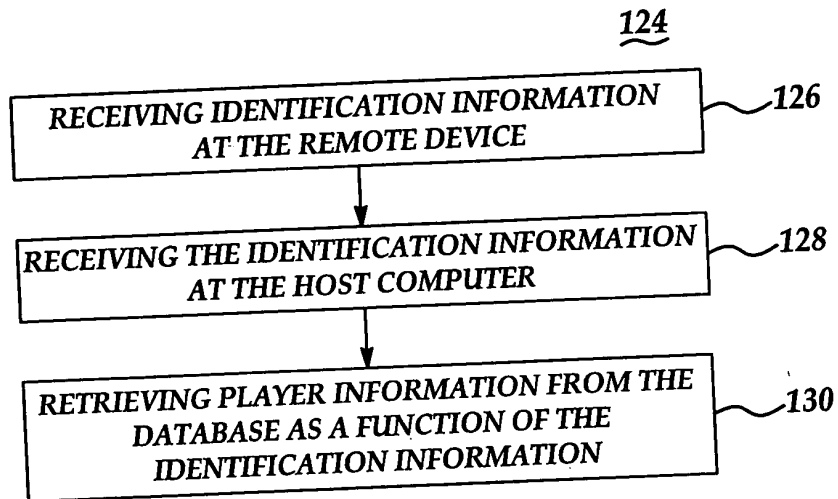 124
RECEIVING IDENTIFICATION INFORMATION
AT THE REMOTE DEVICE
126
RECEIVING THE IDENTIFICATION INFORMATION
AT THE HOST COMPUTER
128
RETRIEVING PLAYER INFORMATION FROM THE
DATABASE AS A FUNCTION OF THE
IDENTIFICATION INFORMATION
130